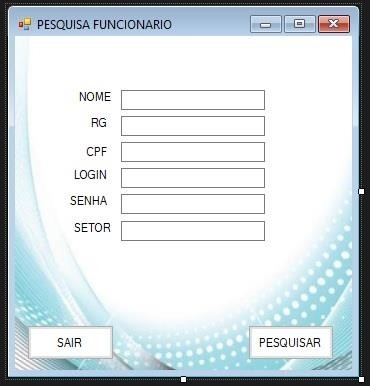 PESQUISA FUNCIONARIO
NOME
RG
CPF
LOGIN
SENHA
SETOR
SAIR
PESQUISAR